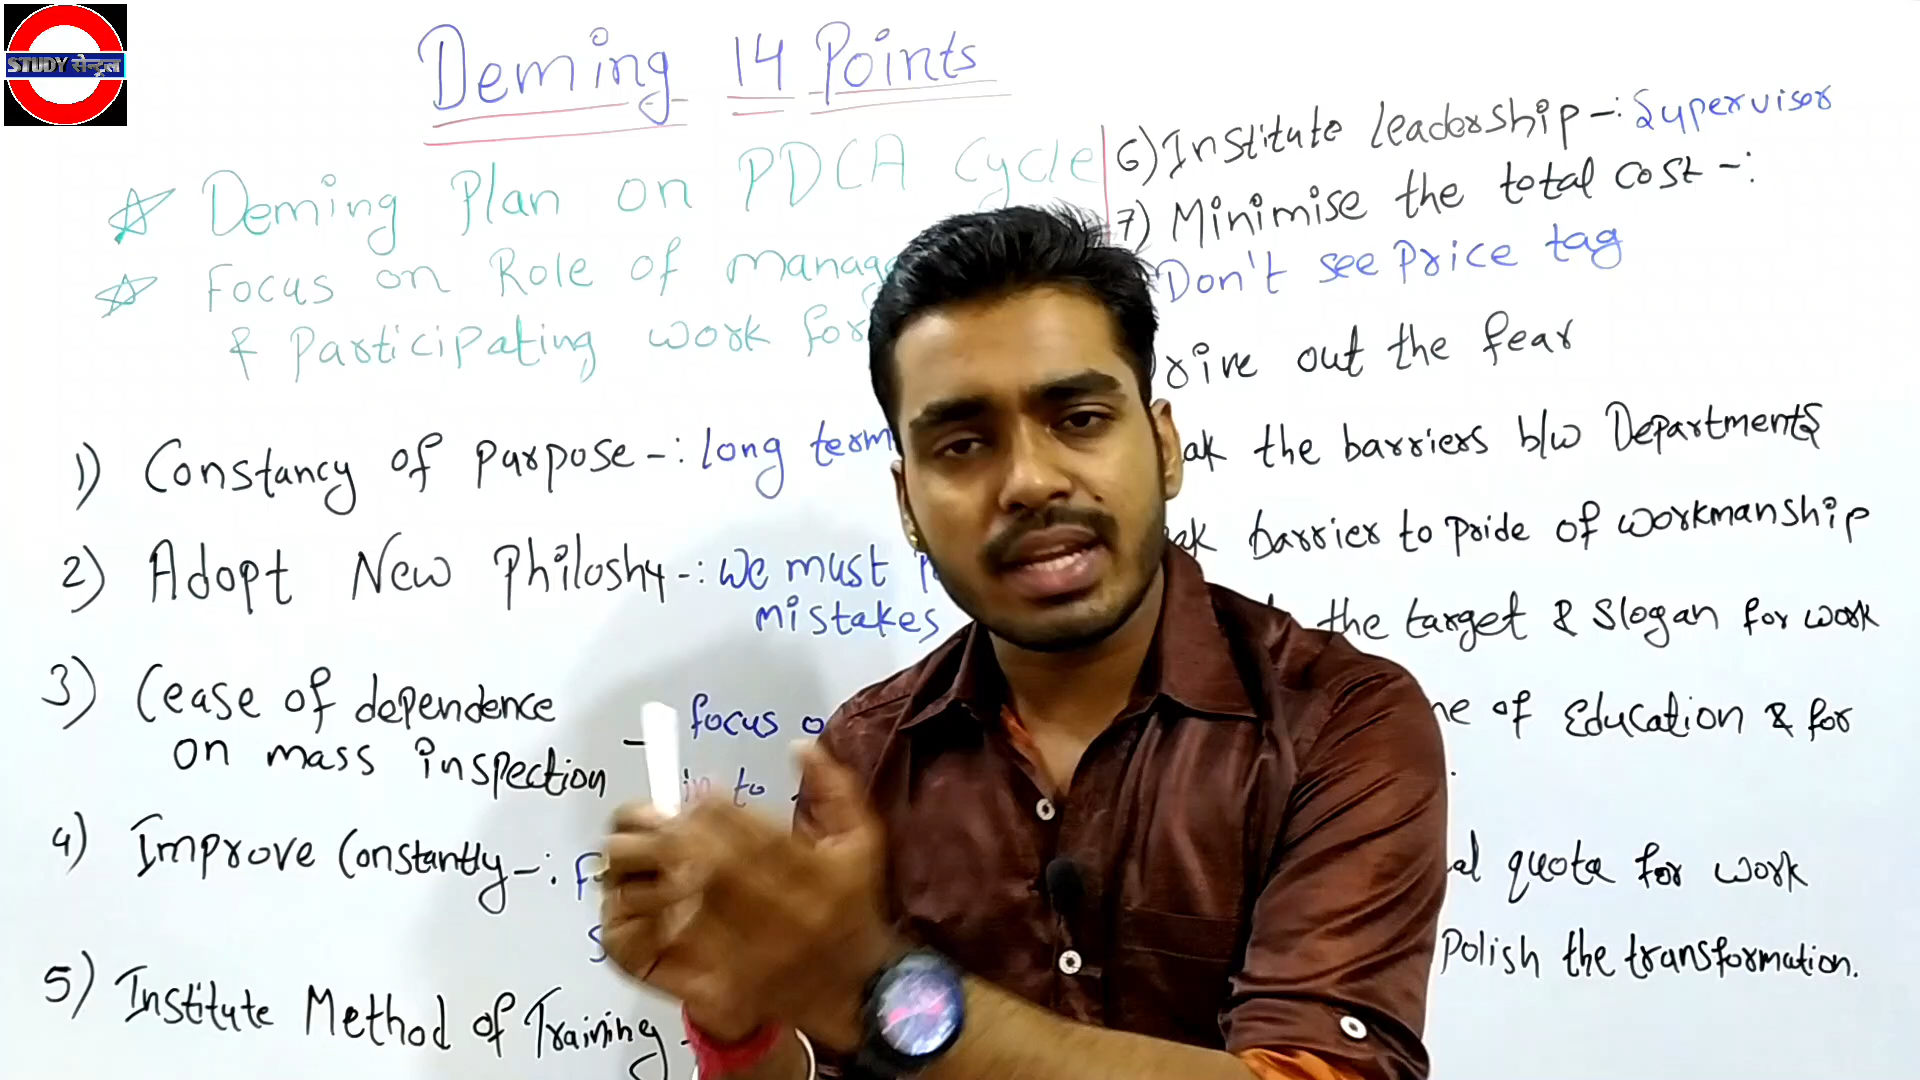 STUDY सेन्ट्रल
Deming 14 Points
Deming Plan on PDCA Cycle
Focus on Role of
& Participating work
1) Constancy of Purpose -: long term
2) Adopt New Philoshy -: We must
mistakes
3) Cease of dependence
on mass inspection - focus
in to
4) Improve Constantly -:
5) Institute Method of Training
6) Institute leadership -: Supervisor
7) Minimise the total cost -:
Don't see Price tag
out the fear
the barriers b/w Departments
barrier to Pride of workmanship
the target & Slogan for work
of Education & for
quota for work
Polish the transformation.